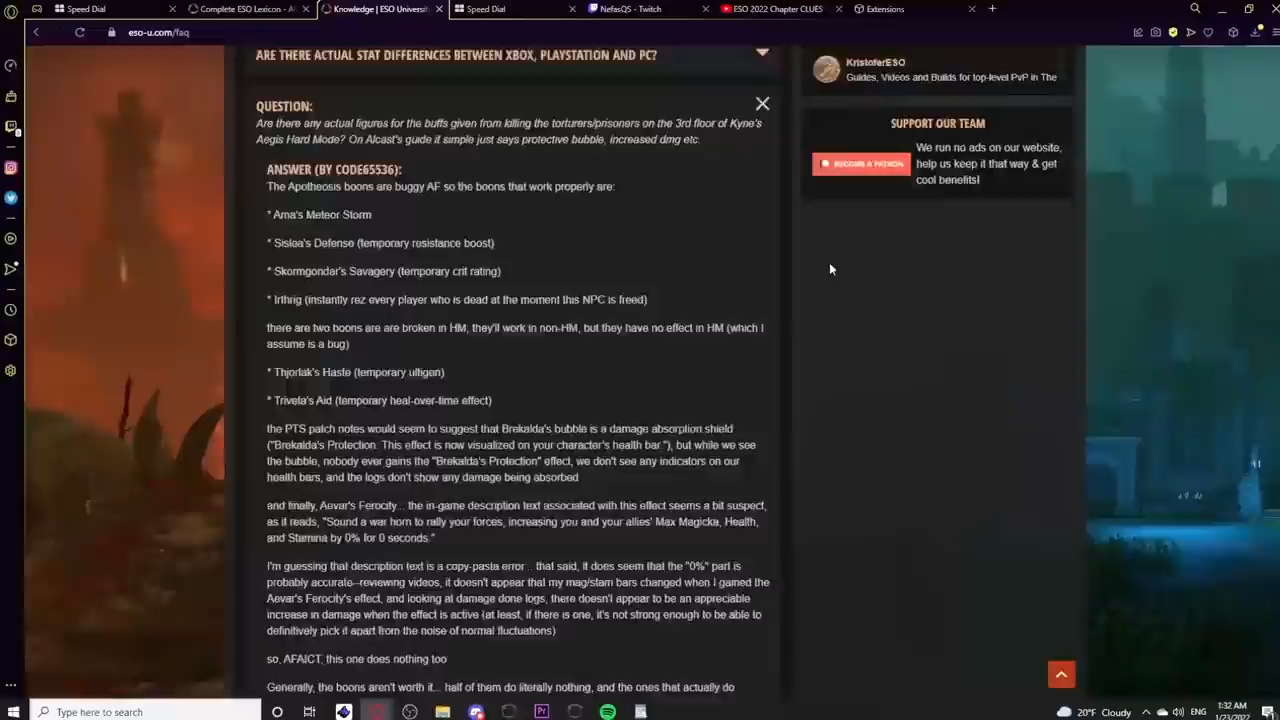 Speed Dial
Complete ESO Lexicon - A
Knowledge | ESO Universi
Speed Dial
NefasQS - Twitch
ESO 2022 Chapter CLUES
Extensions
eso-u.com/faq
ARE THERE ACTUAL STAT DIFFERENCES BETWEEN XBOX, PLAYSTATION AND PC?
QUESTION:
Are there any actual figures for the buffs given from killing the torturers/prisoners on the 3rd floor of Kyne's
Aegis Hard Mode? On Alcast's guide it simple just says protective bubble, increased dmg etc.
ANSWER (BY CODE65536):
The Apotheosis boons are buggy AF so the boons that work properly are:
* Ama's Meteor Storm
* Sislea's Defense (temporary resistance boost)
* Skormgondar's Savagery (temporary crit rating)
* Irthrig (instantly rez every player who is dead at the moment this NPC is freed)
there are two boons are are broken in HM, they'll work in non-HM, but they have no effect in HM (which I
assume is a bug)
* Thjorlak's Haste (temporary ultigen)
* Triveta's Aid (temporary heal-over-time effect)
the PTS patch notes would seem to suggest that Brekalda's bubble is a damage absorption shield
("Brekalda's Protection: This effect is now visualized on your character's health bar."), but while we see
the bubble, nobody ever gains the "Brekalda's Protection" effect, we don't see any indicators on our
health bars, and the logs don't show any damage being absorbed
and finally, Aevar's Ferocity... the in-game description text associated with this effect seems a bit suspect,
as it reads, "Sound a war horn to rally your forces, increasing you and your allies' Max Magicka, Health,
and Stamina by 0% for 0 seconds."
I'm guessing that description text is a copy-pasta error... that said, it does seem that the "0%" part is
probably accurate--reviewing videos, it doesn't appear that my mag/stam bars changed when I gained the
Aevar's Ferocity's effect, and looking at damage done logs, there doesn't appear to be an appreciable
increase in damage when the effect is active (at least, if there is one, it's not strong enough to be able to
definitively pick it apart from the noise of normal fluctuations)
so, AFAICT, this one does nothing too
Generally, the boons aren't worth it... half of them do literally nothing, and the ones that actually do
KristoferESO
Guides, Videos and Builds for top-level PvP in The
SUPPORT OUR TEAM
BECOME A PATRON
We run no ads on our website,
help us keep it that way & get
cool benefits!
Type here to search
Pr
20°F Cloudy
ENG
1:32 AM
1/23/2022